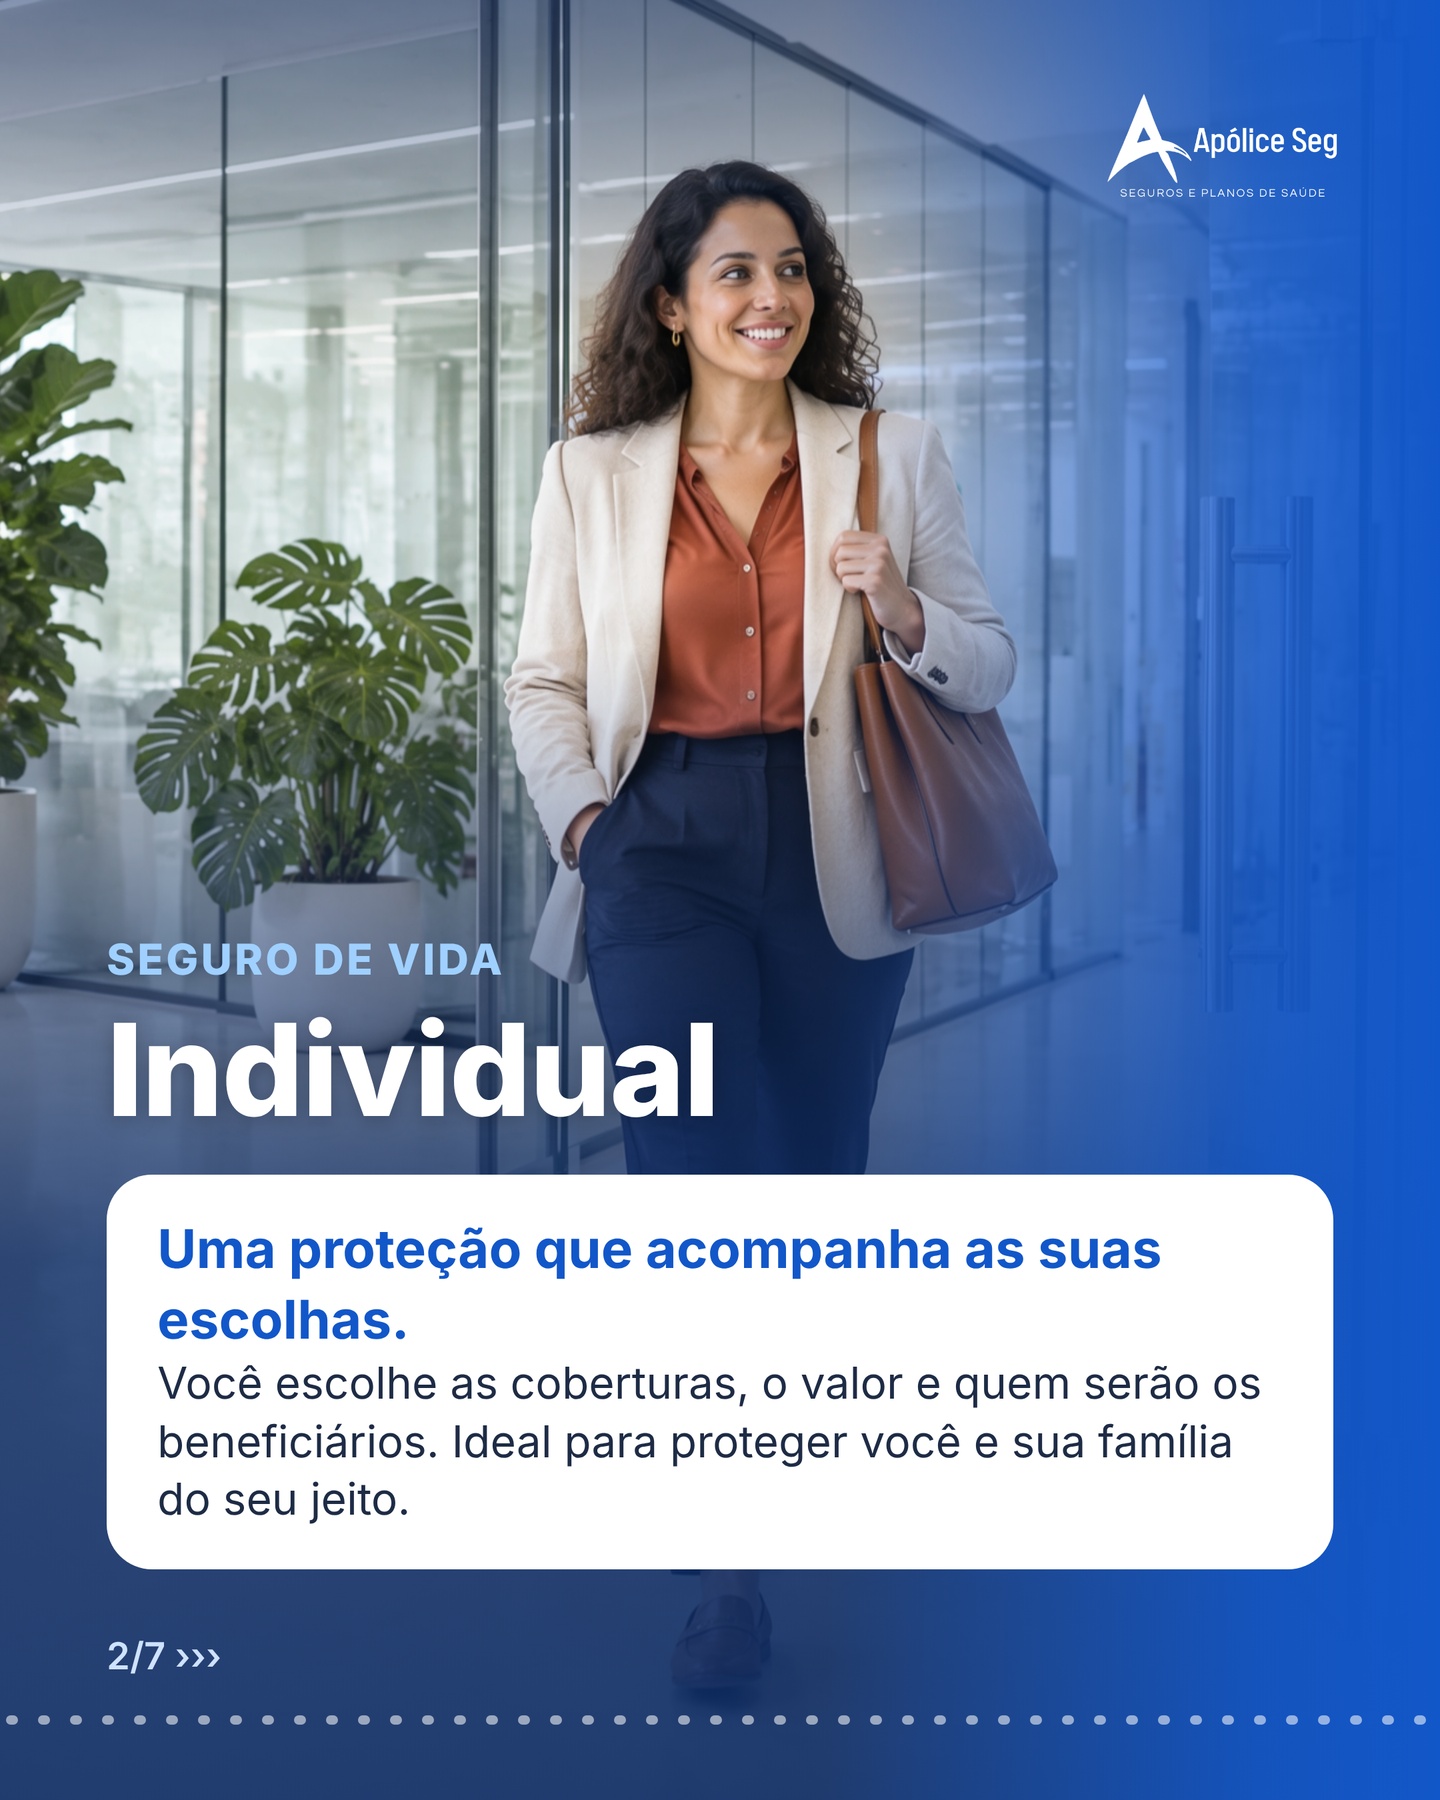 Apólice Seg
SEGUROS E PLANOS DE SAÚDE
SEGURO DE VIDA
Individual
Uma proteção que acompanha as suas
escolhas.
Você escolhe as coberturas, o valor e quem serão os
beneficiários. Ideal para proteger você e sua família
do seu jeito.
2/7 ›››